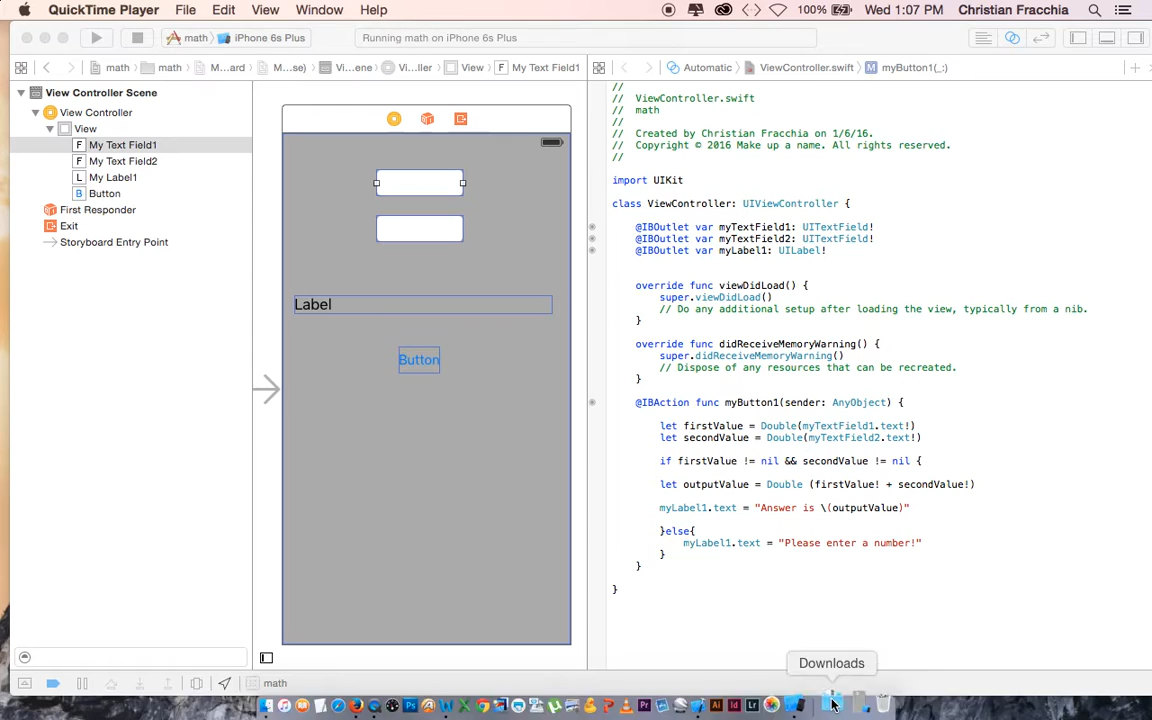 QuickTime Player File Edit View Window Help 100% Wed 1:07 PM Christian Fracchia
math iPhone 6s Plus Running math on iPhone 6s Plus
math math M...ard M...se) V...ene Vi...ller View F My Text Field1 Automatic ViewController.swift myButton1(_:)
View Controller Scene
View Controller
View
F My Text Field1
F My Text Field2
L My Label1
B Button
First Responder
Exit
Storyboard Entry Point
Label
Button
//
// ViewController.swift
// math
//
// Created by Christian Fracchia on 1/6/16.
// Copyright © 2016 Make up a name. All rights reserved.
//
import UIKit
class ViewController: UIViewController {
@IBOutlet var myTextField1: UITextField!
@IBOutlet var myTextField2: UITextField!
@IBOutlet var myLabel1: UILabel!
override func viewDidLoad() {
super.viewDidLoad()
// Do any additional setup after loading the view, typically from a nib.
}
override func didReceiveMemoryWarning() {
super.didReceiveMemoryWarning()
// Dispose of any resources that can be recreated.
}
@IBAction func myButton1(sender: AnyObject) {
let firstValue = Double(myTextField1.text!)
let secondValue = Double(myTextField2.text!)
if firstValue != nil && secondValue != nil {
let outputValue = Double (firstValue! + secondValue!)
myLabel1.text = "Answer is \(outputValue)"
}else{
myLabel1.text = "Please enter a number!"
}
}
}
Downloads
math